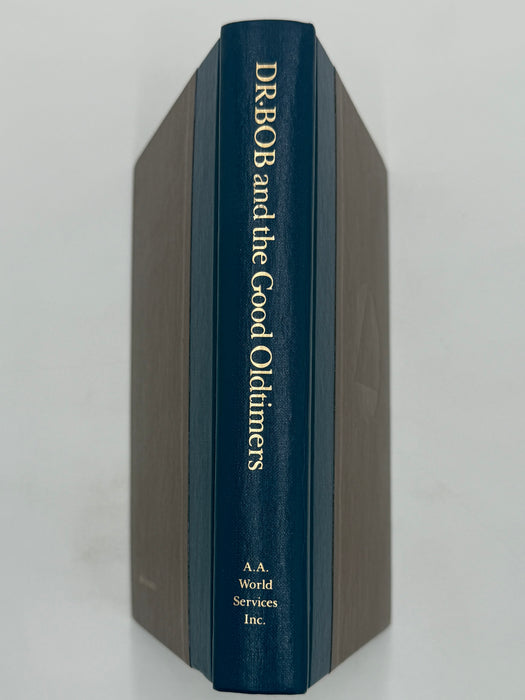 DR. BOB and the Good Oldtimers
A.A.
World
Services
Inc.